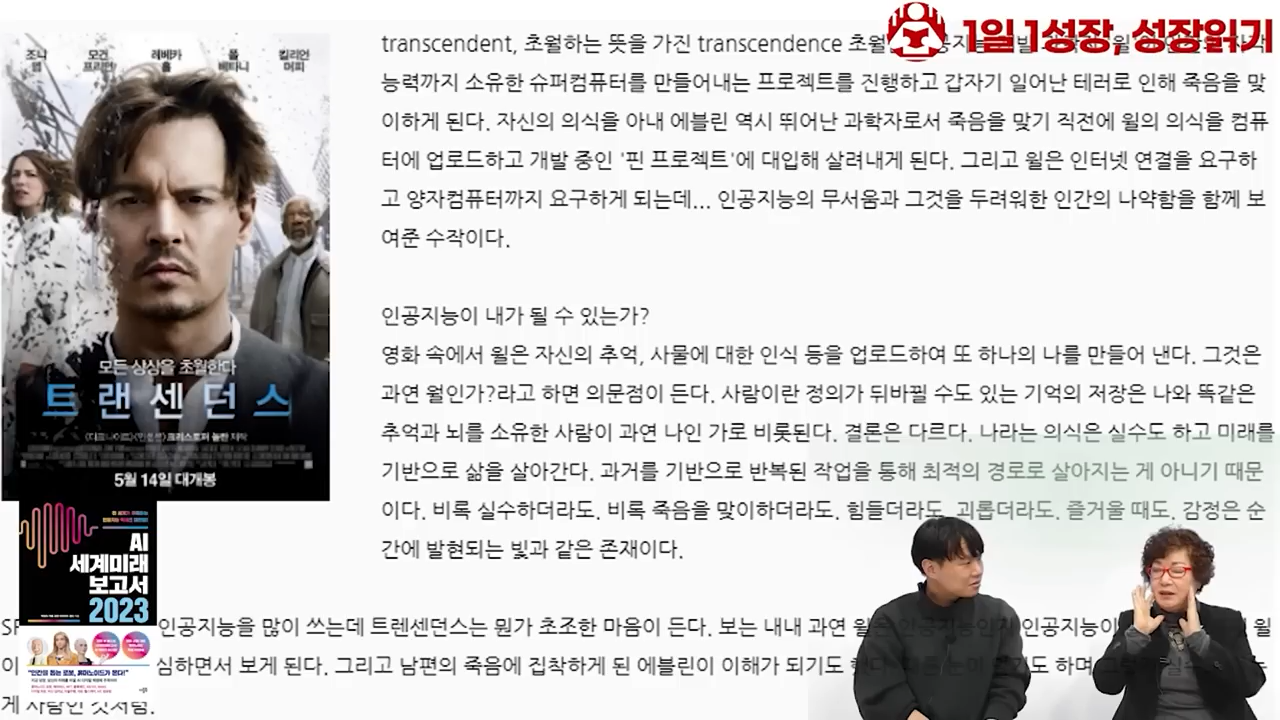 1일 1성장, 성장읽기
transcendent, 초월하는 뜻을 가진 transcendence 초월
능력까지 소유한 슈퍼컴퓨터를 만들어내는 프로젝트를 진행하고 갑자기 일어난 테러로 인해 죽음을 맞
이하게 된다. 자신의 의식을 아내 에블린 역시 뛰어난 과학자로서 죽음을 맞기 직전에 윌의 의식을 컴퓨
터에 업로드하고 개발 중인 '핀 프로젝트'에 대입해 살려내게 된다. 그리고 윌은 인터넷 연결을 요구하
고 양자컴퓨터까지 요구하게 되는데... 인공지능의 무서움과 그것을 두려워한 인간의 나약함을 함께 보
여준 수작이다.
인공지능이 내가 될 수 있는가?
영화 속에서 윌은 자신의 추억, 사물에 대한 인식 등을 업로드하여 또 하나의 나를 만들어 낸다. 그것은
과연 윌인가?라고 하면 의문점이 든다. 사람이란 정의가 뒤바뀔 수도 있는 기억의 저장은 나와 똑같은
추억과 뇌를 소유한 사람이 과연 나인 가로 비롯된다. 결론은 다르다. 나라는 의식은 실수도 하고 미래를
기반으로 삶을 살아간다. 과거를 기반으로 반복된 작업을 통해 최적의 경로로 살아지는 게 아니기 때문
이다. 비록 실수하더라도. 비록 죽음을 맞이하더라도. 힘들더라도. 괴롭더라도. 즐거울 때도. 감정은 순
간에 발현되는 빛과 같은 존재이다.
인공지능을 많이 쓰는데 트렌센던스는 뭔가 초조한 마음이 든다. 보는 내내 과연 윌
이 심하면서 보게 된다. 그리고 남편의 죽음에 집착하게 된 에블린이 이해가 되기도
게 사람인 것처럼.
조니 뎁
모건 프리먼
레베카 홀
폴 베타니
킬리언 머피
모든 상상을 초월한다
트랜센던스
<다크나이트><인셉션> 크리스토퍼 놀란 제작
5월 14일 대개봉
AI
세계미래
보고서
2023